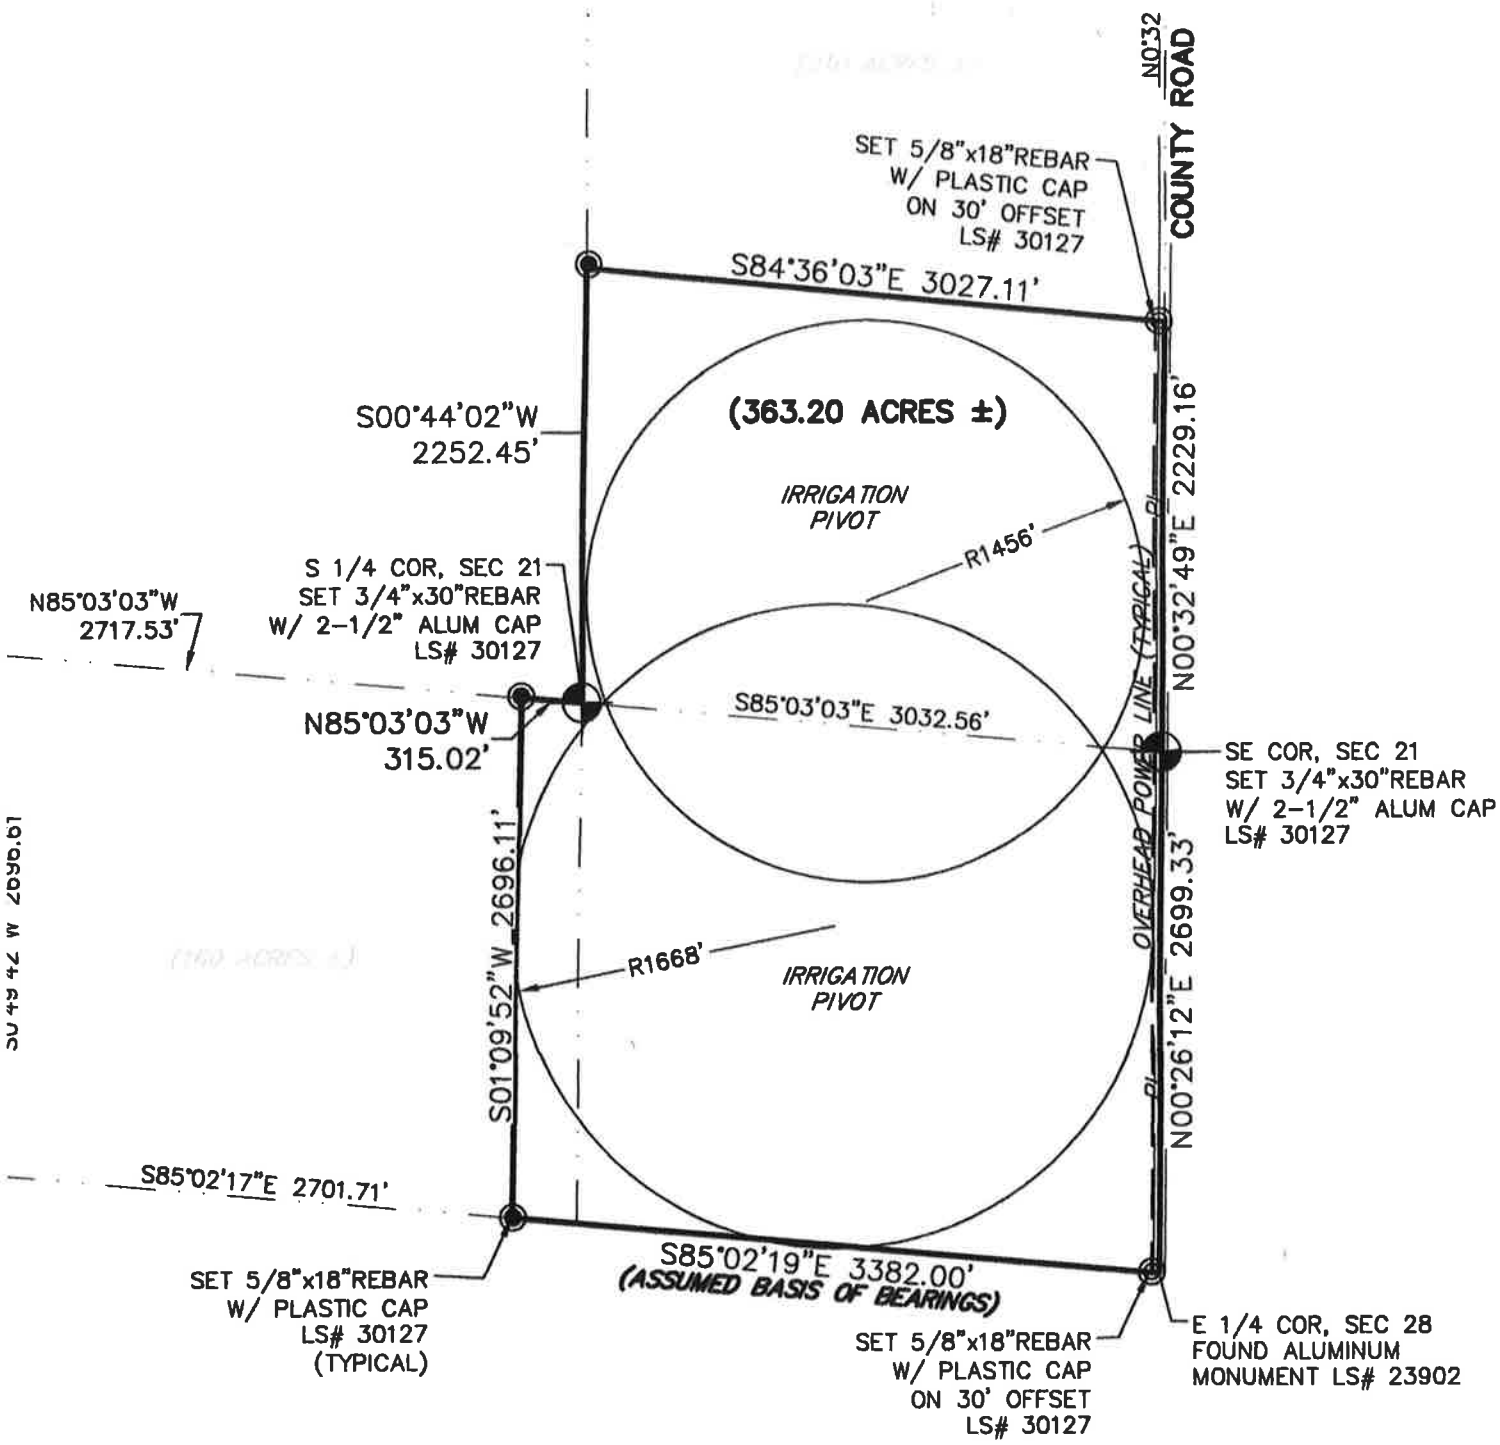 N0°32
COUNTY ROAD
SET 5/8"x18"REBAR
W/ PLASTIC CAP
ON 30' OFFSET
LS# 30127
S84°36'03"E 3027.11'
(363.20 ACRES ±)
S00°44'02"W
2252.45'
IRRIGATION
PIVOT
R1456'
N00°32'49"E 2229.16'
PL
OVERHEAD POWER LINE (TYPICAL)
S 1/4 COR, SEC 21
SET 3/4"x30"REBAR
W/ 2-1/2" ALUM CAP
LS# 30127
N85°03'03"W
2717.53'
N85°03'03"W
315.02'
S85°03'03"E 3032.56'
SE COR, SEC 21
SET 3/4"x30"REBAR
W/ 2-1/2" ALUM CAP
LS# 30127
S01°09'52"W 2696.11'
(160 ACRES ±)
R1668'
IRRIGATION
PIVOT
N00°26'12"E 2699.33'
PL
S85°02'17"E 2701.71'
S85°02'19"E 3382.00'
(ASSUMED BASIS OF BEARINGS)
SET 5/8"x18"REBAR
W/ PLASTIC CAP
LS# 30127
(TYPICAL)
SET 5/8"x18"REBAR
W/ PLASTIC CAP
ON 30' OFFSET
LS# 30127
E 1/4 COR, SEC 28
FOUND ALUMINUM
MONUMENT LS# 23902